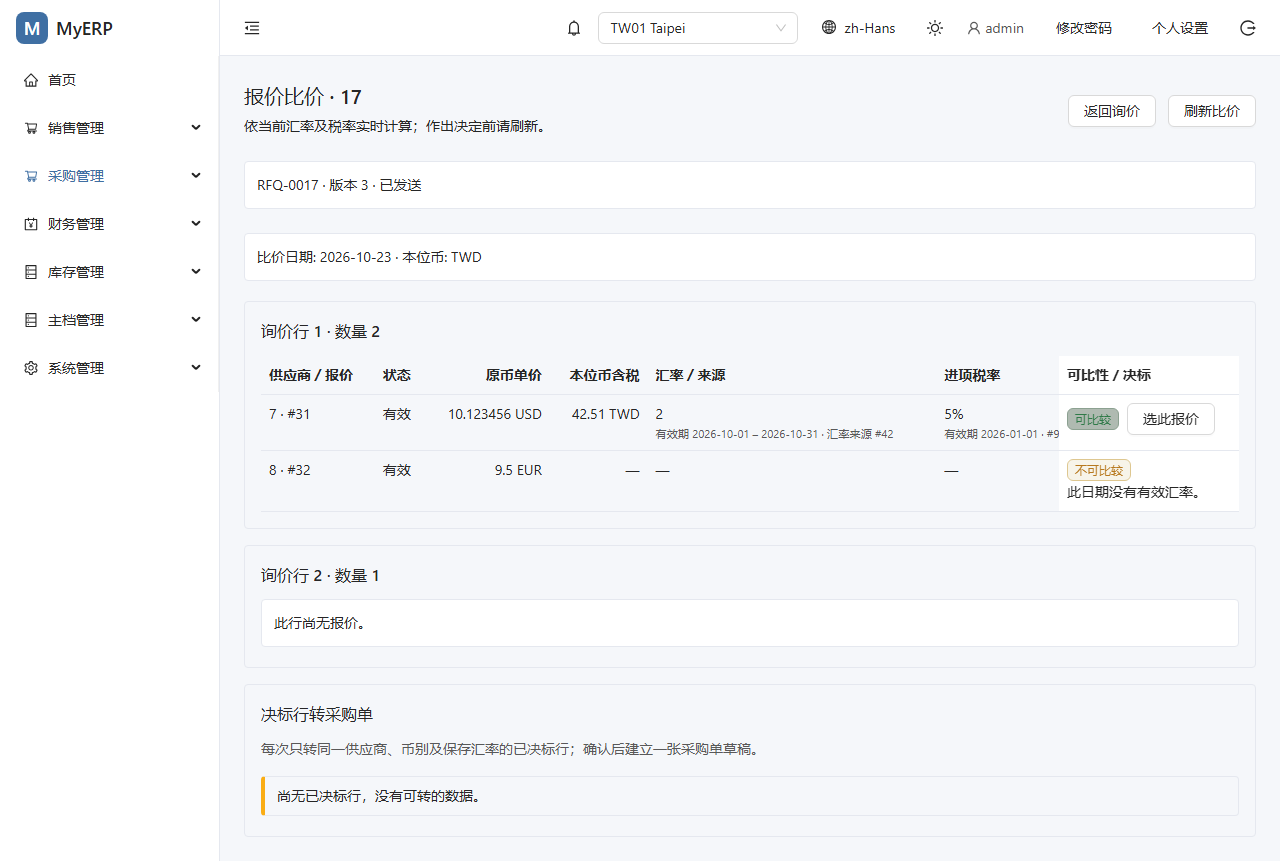 M MyERP
TW01 Taipei
zh-Hans
admin
修改密码
个人设置
首页
销售管理
采购管理
财务管理
库存管理
主档管理
系统管理
报价比价 · 17
依当前汇率及税率实时计算；作出决定前请刷新。
返回询价
刷新比价
RFQ-0017 · 版本 3 · 已发送
比价日期: 2026-10-23 · 本位币: TWD
询价行 1 · 数量 2
供应商 / 报价 状态 原币单价 本位币含税 汇率 / 来源 进项税率 可比性 / 决标
7 · #31 有效 10.123456 USD 42.51 TWD 2 5% 可比较 选此报价
有效期 2026-10-01 – 2026-10-31 · 汇率来源 #42 有效期 2026-01-01 · #9
8 · #32 有效 9.5 EUR — — — 不可比较
此日期没有有效汇率。
询价行 2 · 数量 1
此行尚无报价。
决标行转采购单
每次只转同一供应商、币别及保存汇率的已决标行；确认后建立一张采购单草稿。
尚无已决标行，没有可转的数据。